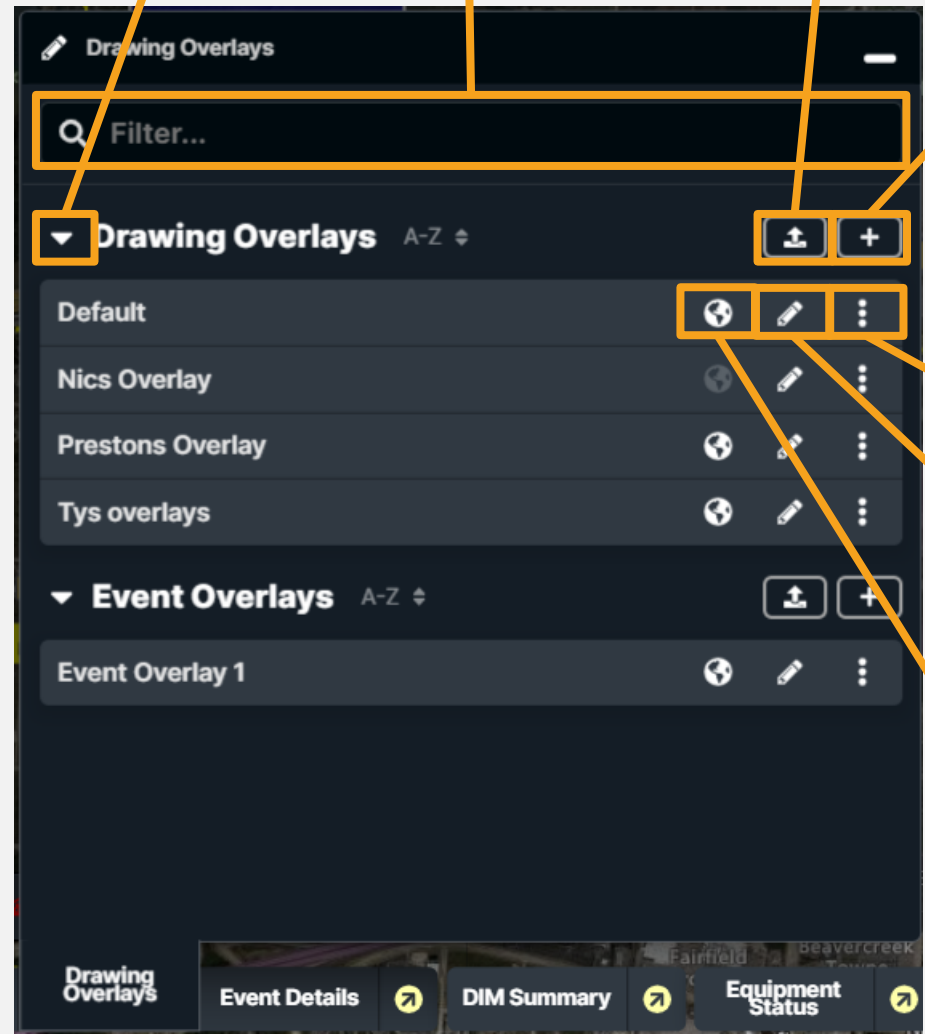 Drawing Overlays
Filter...
Drawing Overlays A-Z
Default
Nics Overlay
Prestons Overlay
Tys overlays
Event Overlays A-Z
Event Overlay 1
Fairfield
Beavercreek
Drawing
Overlays
Event Details
DIM Summary
Equipment
Status